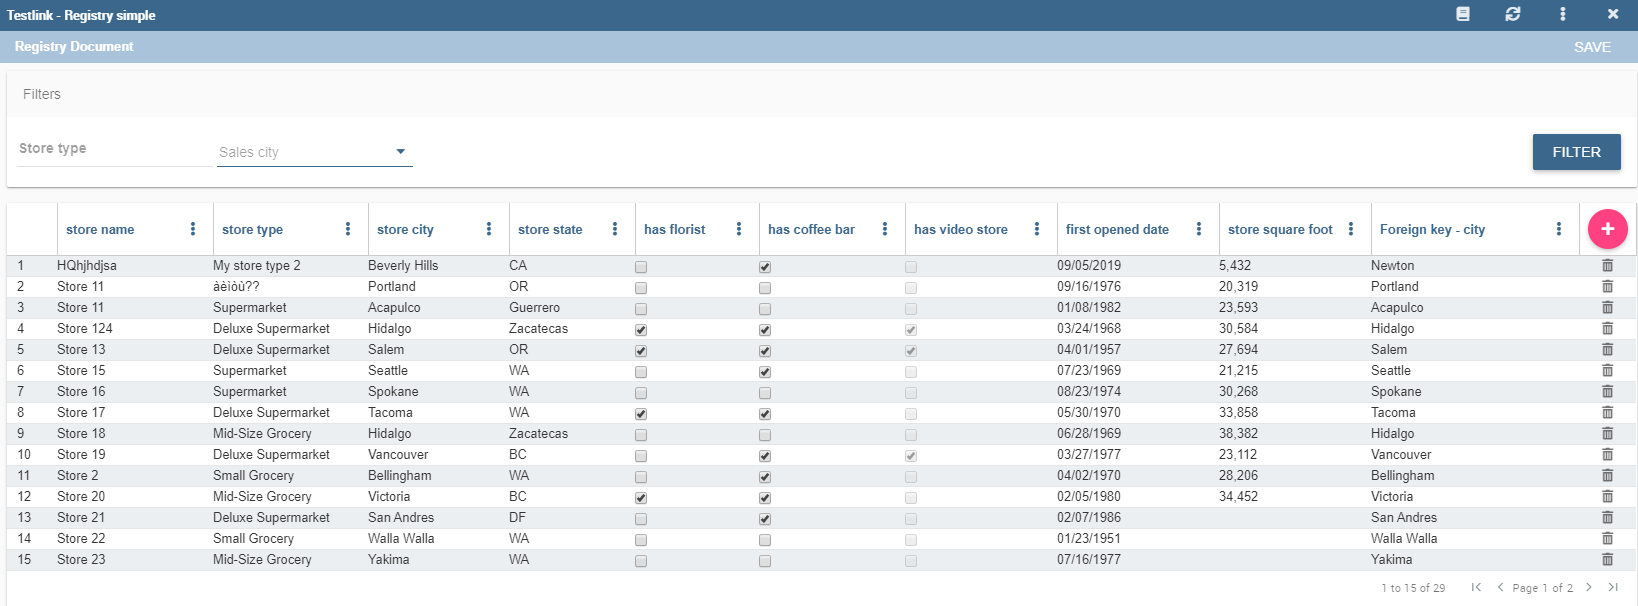 Testlink - Registry simple
Registry Document SAVE
Filters
Store type Sales city FILTER
store name store type store city store state has florist has coffee bar has video store first opened date store square foot Foreign key - city
1 HQhjhdjsa My store type 2 Beverly Hills CA 09/05/2019 5,432 Newton
2 Store 11 àèìòù?? Portland OR 09/16/1976 20,319 Portland
3 Store 11 Supermarket Acapulco Guerrero 01/08/1982 23,593 Acapulco
4 Store 124 Deluxe Supermarket Hidalgo Zacatecas 03/24/1968 30,584 Hidalgo
5 Store 13 Deluxe Supermarket Salem OR 04/01/1957 27,694 Salem
6 Store 15 Supermarket Seattle WA 07/23/1969 21,215 Seattle
7 Store 16 Supermarket Spokane WA 08/23/1974 30,268 Spokane
8 Store 17 Deluxe Supermarket Tacoma WA 05/30/1970 33,858 Tacoma
9 Store 18 Mid-Size Grocery Hidalgo Zacatecas 06/28/1969 38,382 Hidalgo
10 Store 19 Deluxe Supermarket Vancouver BC 03/27/1977 23,112 Vancouver
11 Store 2 Small Grocery Bellingham WA 04/02/1970 28,206 Bellingham
12 Store 20 Mid-Size Grocery Victoria BC 02/05/1980 34,452 Victoria
13 Store 21 Deluxe Supermarket San Andres DF 02/07/1986 San Andres
14 Store 22 Small Grocery Walla Walla WA 01/23/1951 Walla Walla
15 Store 23 Mid-Size Grocery Yakima WA 07/16/1977 Yakima
1 to 15 of 29 Page 1 of 2